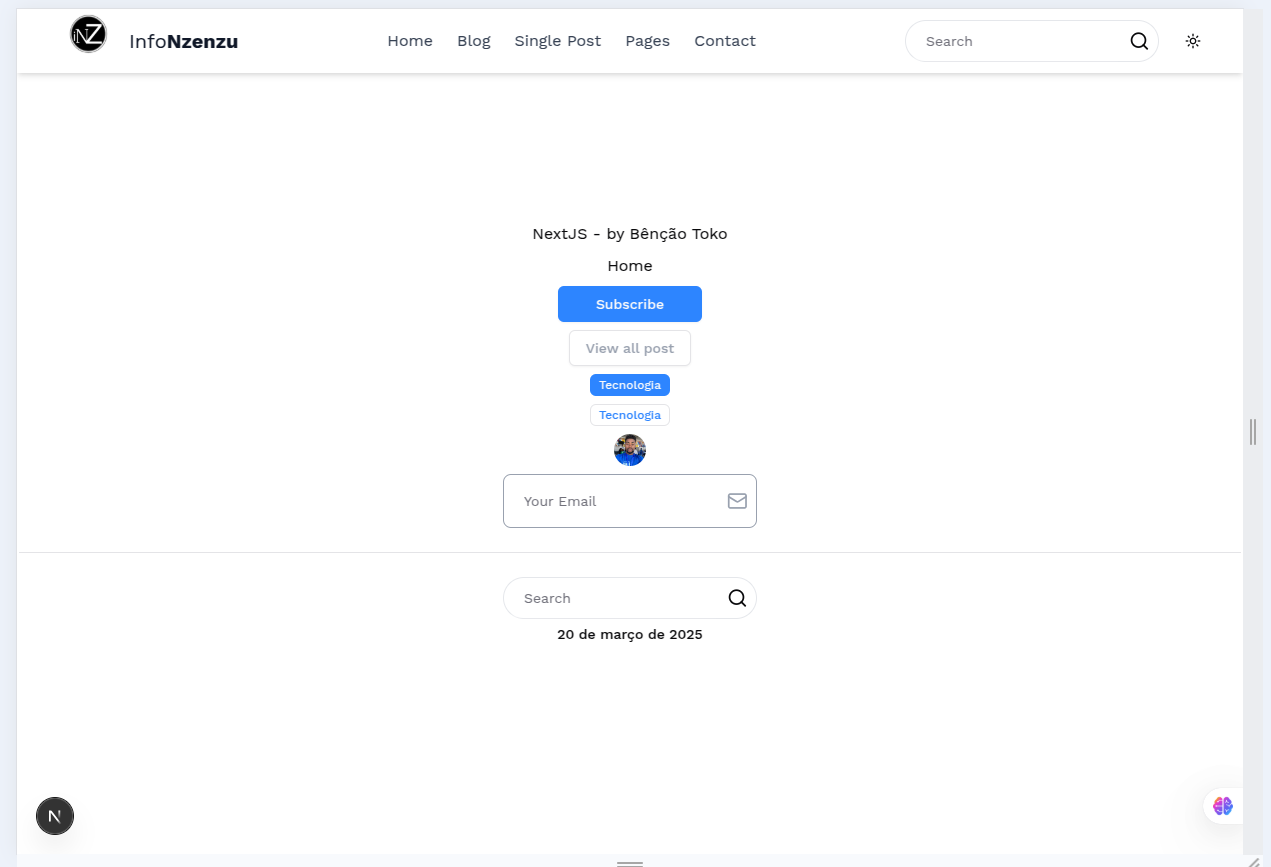 iNZ
InfoNzenzu
Home Blog Single Post Pages Contact
Search
NextJS - by Bênção Toko
Home
Subscribe
View all post
Tecnologia
Tecnologia
Your Email
Search
20 de março de 2025
N